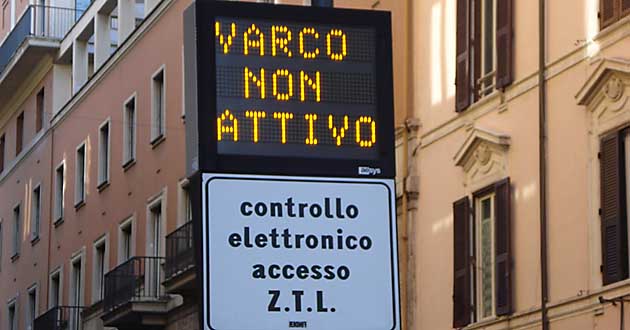 VARCO
NON
ATTIVO
controllo
elettronico
accesso
Z.T.L.